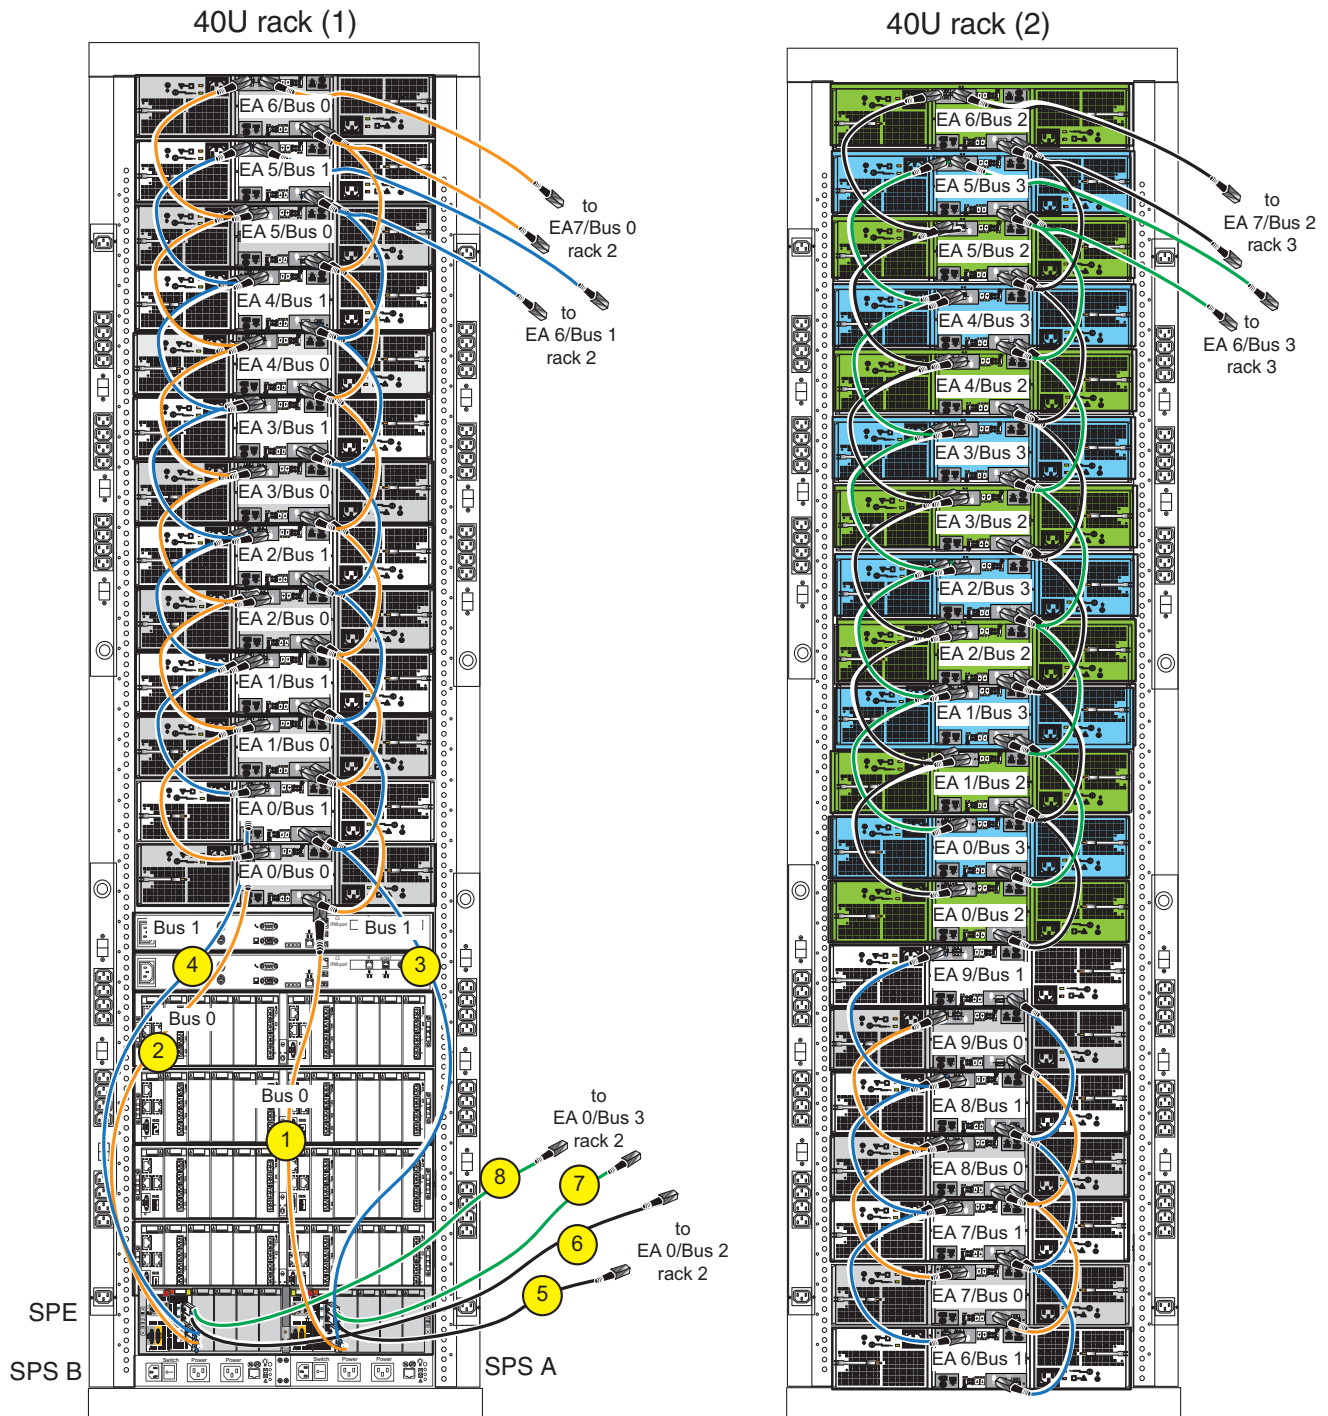 40U rack (1)
EA 6/Bus 0
EA 5/Bus 1
EA 5/Bus 0
EA 4/Bus 1
EA 4/Bus 0
EA 3/Bus 1
EA 3/Bus 0
EA 2/Bus 1
EA 2/Bus 0
EA 1/Bus 1
EA 1/Bus 0
EA 0/Bus 1
EA 0/Bus 0
to
EA7/Bus 0
rack 2
to
EA 6/Bus 1
rack 2
Bus 1
Bus 1
4
3
Bus 0
2
Bus 0
1
to
EA 0/Bus 3
rack 2
8
7
6
to
EA 0/Bus 2
rack 2
5
SPE
SPS B
Switch
Power
Power
Switch
Power
Power
SPS A
40U rack (2)
EA 6/Bus 2
EA 5/Bus 3
EA 5/Bus 2
EA 4/Bus 3
EA 4/Bus 2
EA 3/Bus 3
EA 3/Bus 2
EA 2/Bus 3
EA 2/Bus 2
EA 1/Bus 3
EA 1/Bus 2
EA 0/Bus 3
EA 0/Bus 2
EA 9/Bus 1
EA 9/Bus 0
EA 8/Bus 1
EA 8/Bus 0
EA 7/Bus 1
EA 7/Bus 0
EA 6/Bus 1
to
EA 7/Bus 2
rack 3
to
EA 6/Bus 3
rack 3